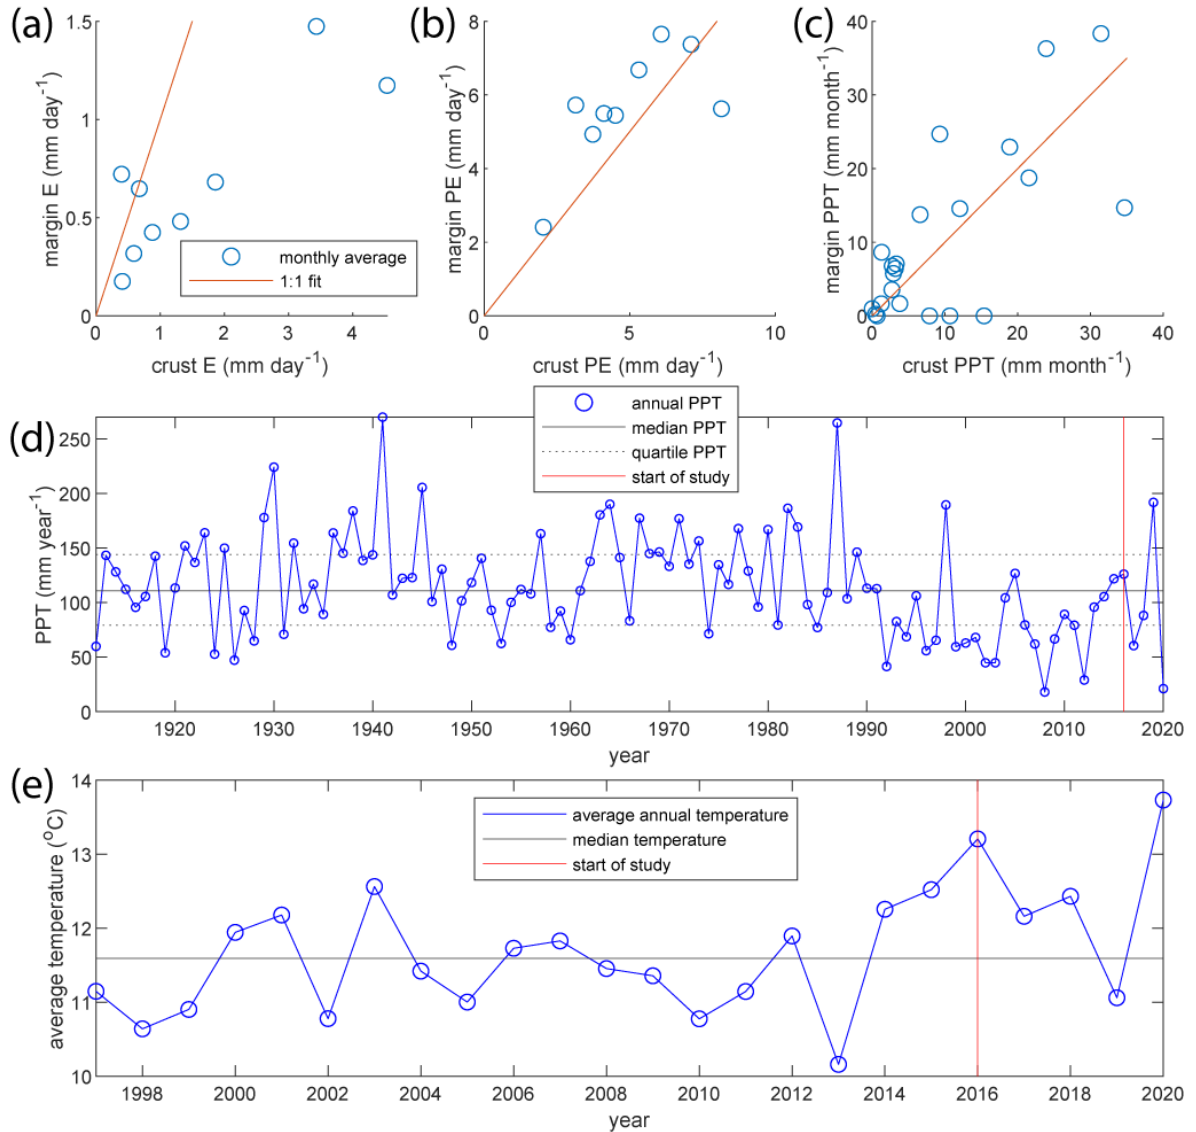 (a)
1.5
1
0.5
0
margin E (mm day⁻¹)
monthly average
1:1 fit
0 1 2 3 4
crust E (mm day⁻¹)
(b)
8
6
4
2
0
margin PE (mm day⁻¹)
0 5 10
crust PE (mm day⁻¹)
(c)
40
30
20
10
0
margin PPT (mm month⁻¹)
0 10 20 30 40
crust PPT (mm month⁻¹)
(d)
annual PPT
median PPT
quartile PPT
start of study
250
200
150
100
50
0
PPT (mm year⁻¹)
1920 1930 1940 1950 1960 1970 1980 1990 2000 2010 2020
year
(e)
14
13
12
11
10
average temperature (°C)
average annual temperature
median temperature
start of study
1998 2000 2002 2004 2006 2008 2010 2012 2014 2016 2018 2020
year